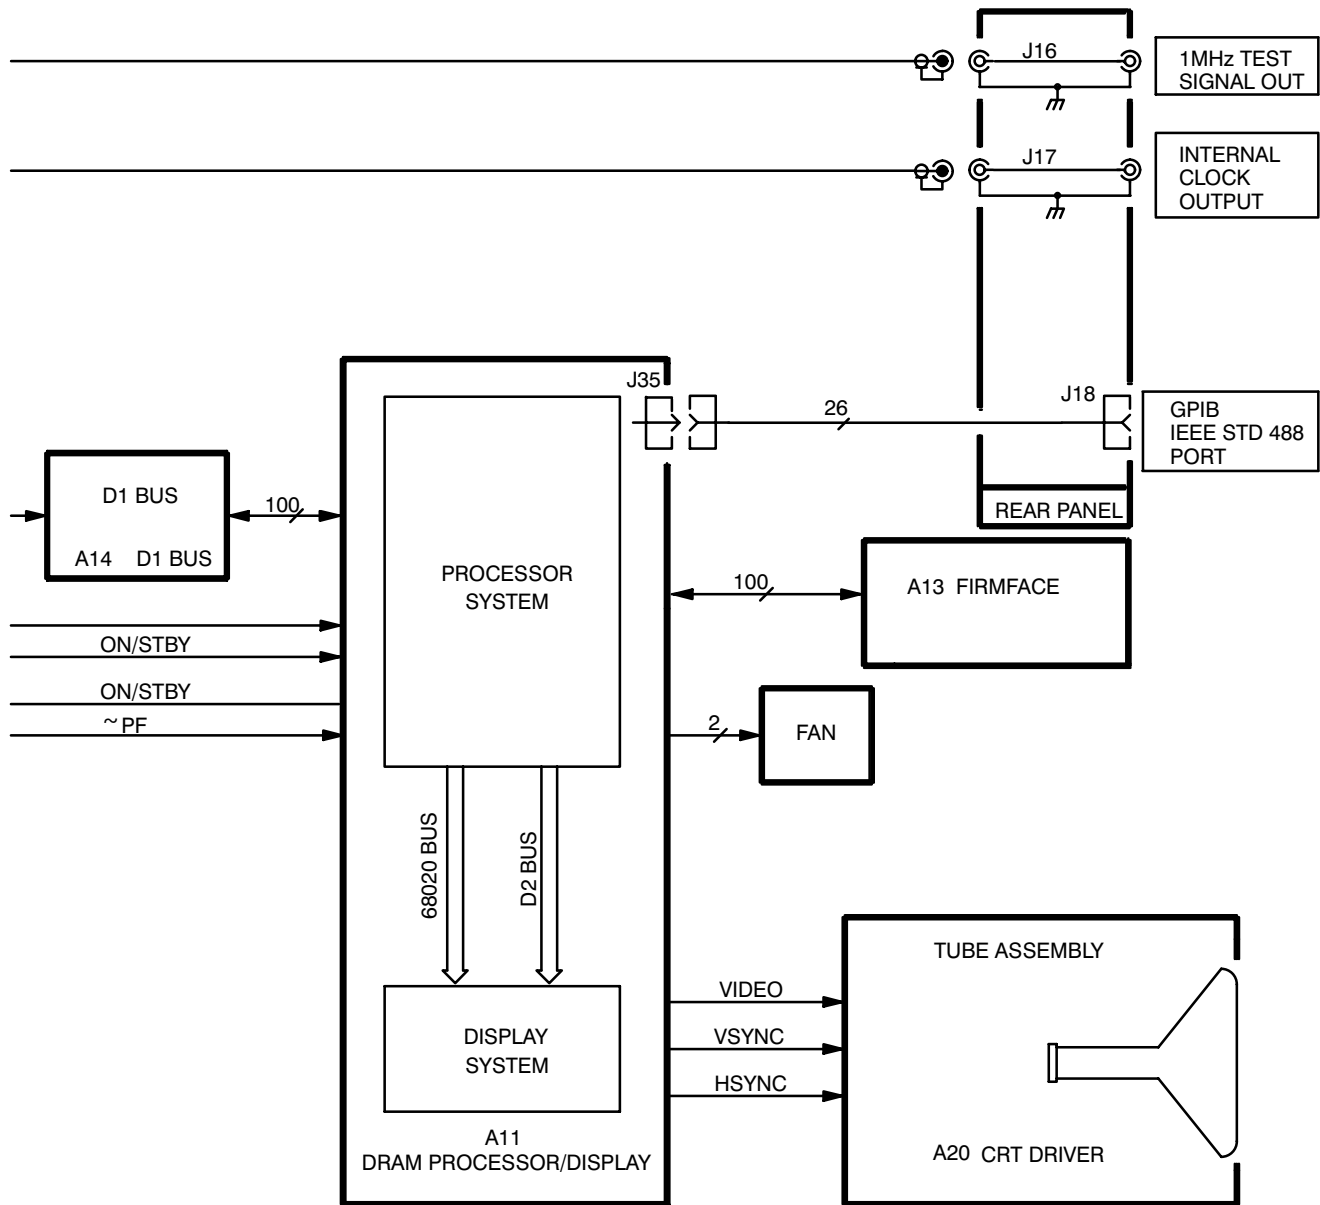 J16
1MHz TEST
SIGNAL OUT
J17
INTERNAL
CLOCK
OUTPUT
J35
26
J18
GPIB
IEEE STD 488
PORT
REAR PANEL
D1 BUS
A14 D1 BUS
100
PROCESSOR
SYSTEM
100
A13 FIRMFACE
ON/STBY
ON/STBY
~PF
2
FAN
68020 BUS
D2 BUS
DISPLAY
SYSTEM
A11
DRAM PROCESSOR/DISPLAY
VIDEO
VSYNC
HSYNC
TUBE ASSEMBLY
A20 CRT DRIVER